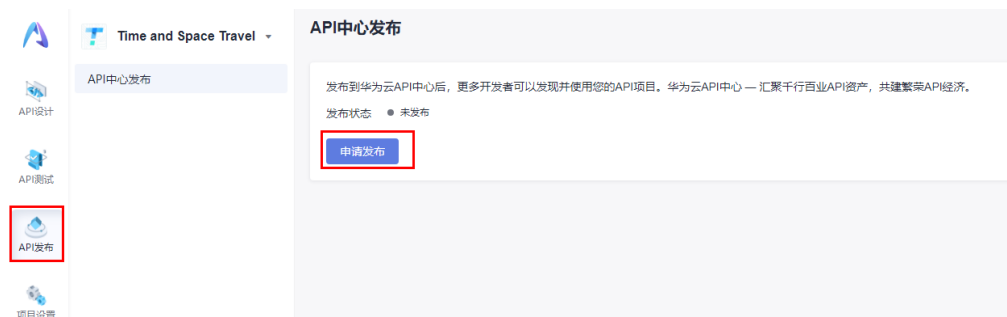 Time and Space Travel
API中心发布
API中心发布
API设计
API测试
API发布
项目设置
发布到华为云API中心后，更多开发者可以发现并使用您的API项目。华为云API中心 — 汇聚千行百业API资产，共建繁荣API经济。
发布状态 ● 未发布
申请发布